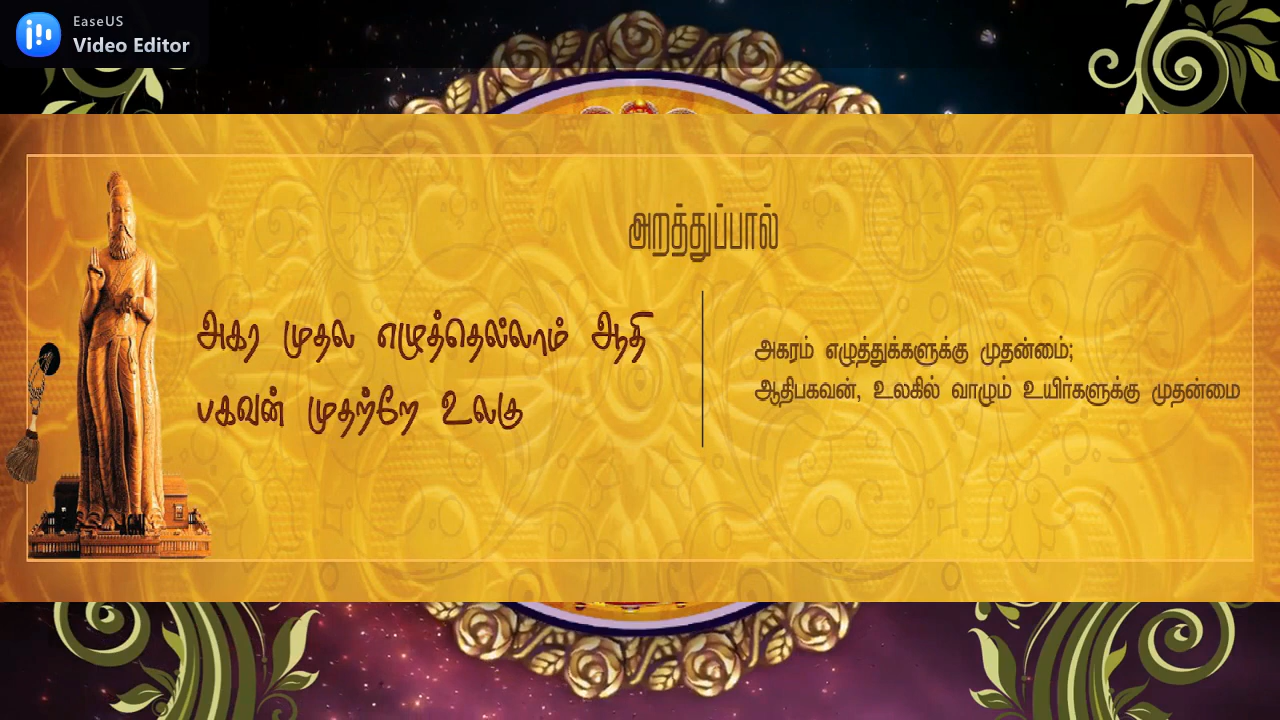 EaseUS
Video Editor
அறத்துப்பால்
அகர முதல எழுத்தெல்லாம் ஆதி
பகவன் முதற்றே உலகு
அகரம் எழுத்துக்களுக்கு முதன்மை;
ஆதிபகவன், உலகில் வாழும் உயிர்களுக்கு முதன்மை